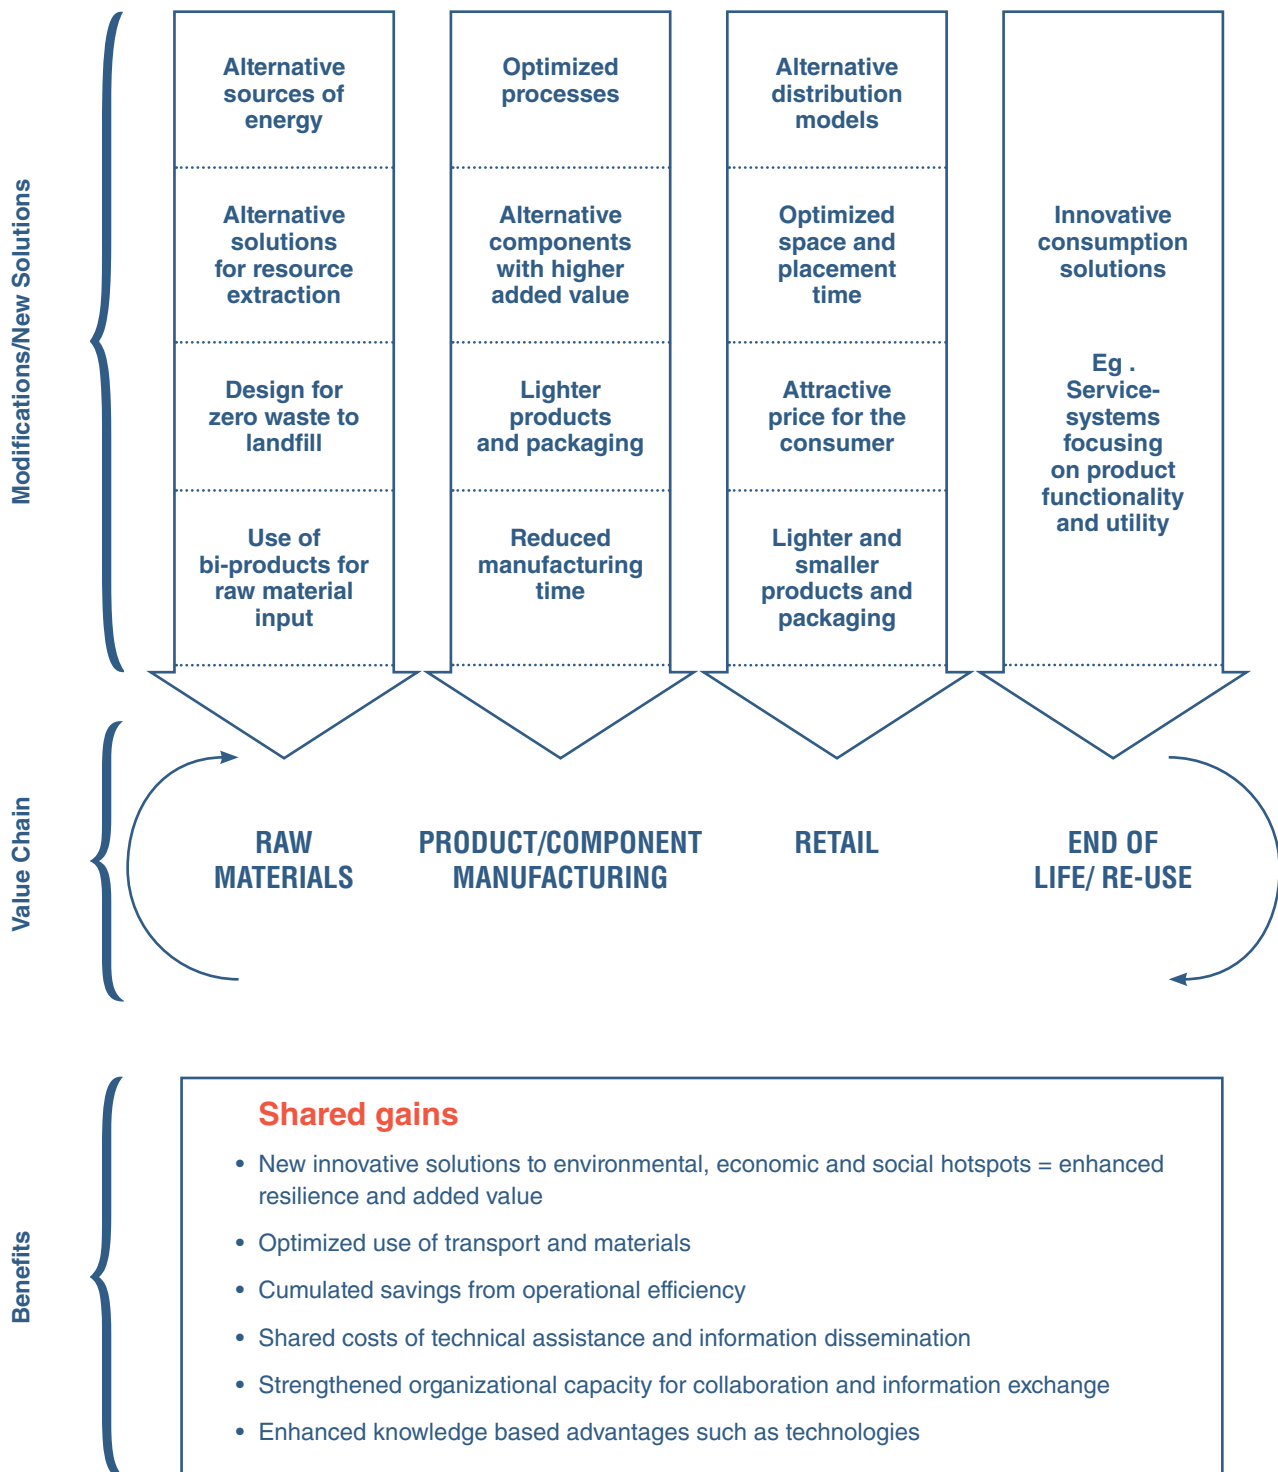 Modifications/New Solutions
Alternative
sources of
energy
Alternative
solutions
for resource
extraction
Design for
zero waste to
landfill
Use of
bi-products for
raw material
input
Optimized
processes
Alternative
components
with higher
added value
Lighter
products
and packaging
Reduced
manufacturing
time
Alternative
distribution
models
Optimized
space and
placement
time
Attractive
price for the
consumer
Lighter and
smaller
products and
packaging
Innovative
consumption
solutions
Eg .
Service-
systems
focusing
on product
functionality
and utility
Value Chain
RAW
MATERIALS
PRODUCT/COMPONENT
MANUFACTURING
RETAIL
END OF
LIFE/ RE-USE
Benefits
Shared gains
• New innovative solutions to environmental, economic and social hotspots = enhanced
resilience and added value
• Optimized use of transport and materials
• Cumulated savings from operational efficiency
• Shared costs of technical assistance and information dissemination
• Strengthened organizational capacity for collaboration and information exchange
• Enhanced knowledge based advantages such as technologies